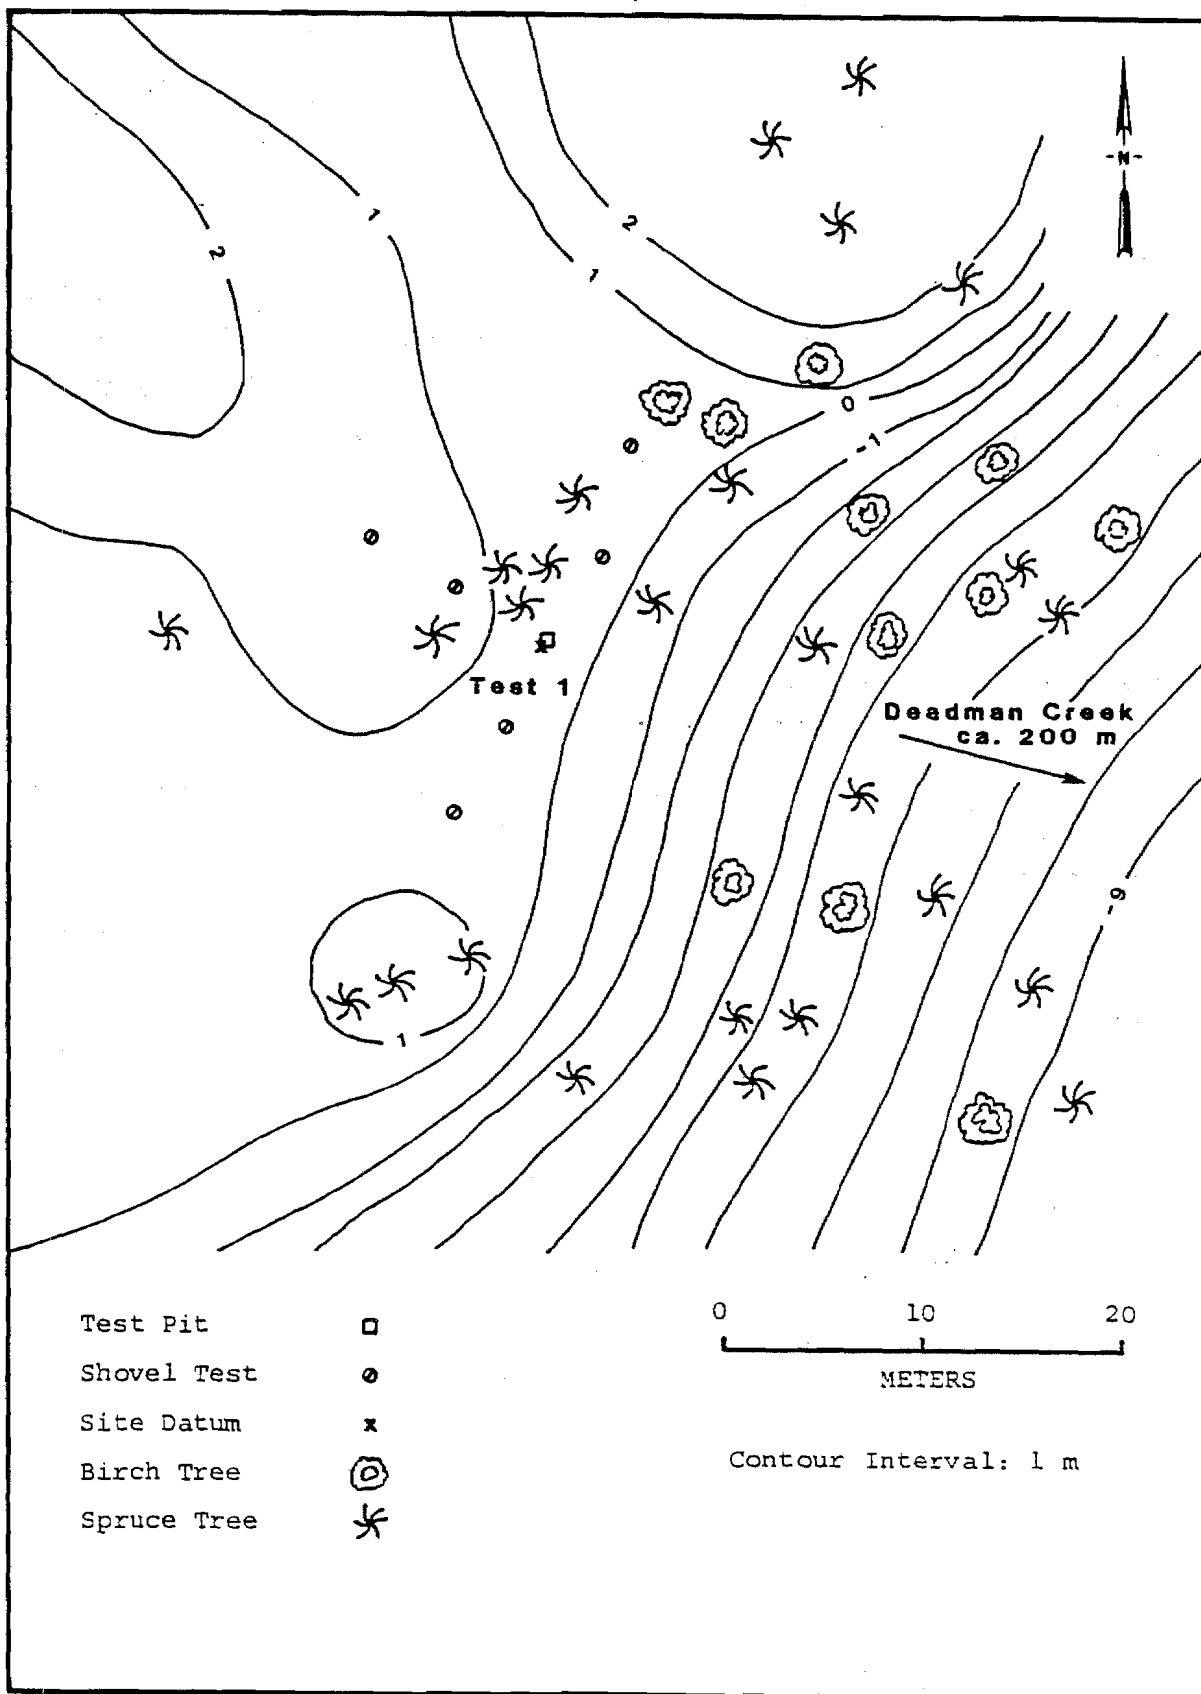 -N-
1
2
2
1
0
-1
Test 1
Deadman Creek
ca. 200 m
-9
1
Test Pit
Shovel Test
Site Datum
Birch Tree
Spruce Tree
0 10 20
METERS
Contour Interval: 1 m